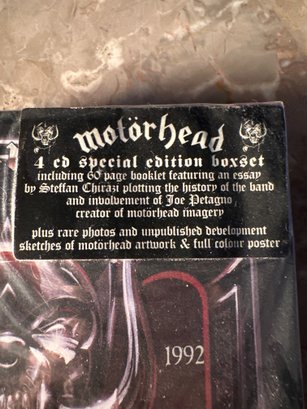 motörhead
4 cd special edition boxset
including 60 page booklet featuring an essay
by Steffan Chirazi plotting the history of the band
and involvement of Joe Petagno,
creator of motörhead imagery
plus rare photos and unpublished development
sketches of motörhead artwork & full colour poster
1992